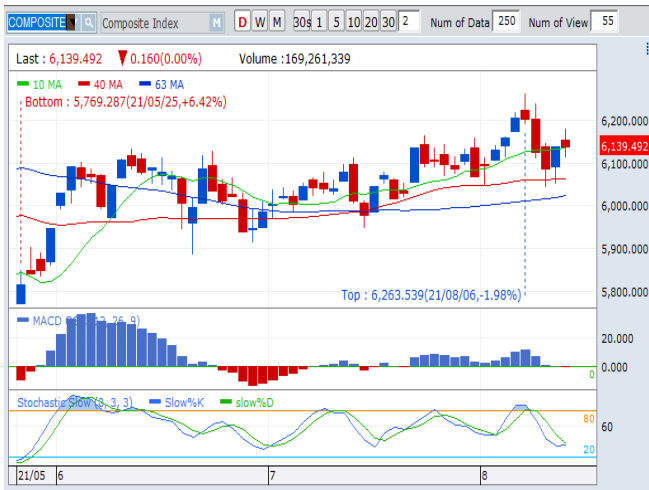 COMPOSITE Composite Index M D W M 30s 1 5 10 20 30 2 Num of Data 250 Num of View 55
Last : 6,139.492 ▼ 0.160(0.00%) Volume :169,261,339
10 MA 40 MA 63 MA
Bottom : 5,769.287(21/05/25,+6.42%)
6,200.000
6,139.492
6,100.000
6,000.000
5,900.000
5,800.000
Top : 6,263.539(21/08/06,-1.98%)
MACD 26, 9)
20.000
0.000
0
Stochastic Slow (8, 3, 3) Slow%K slow%D
80
60
20
21/05 6 7 8